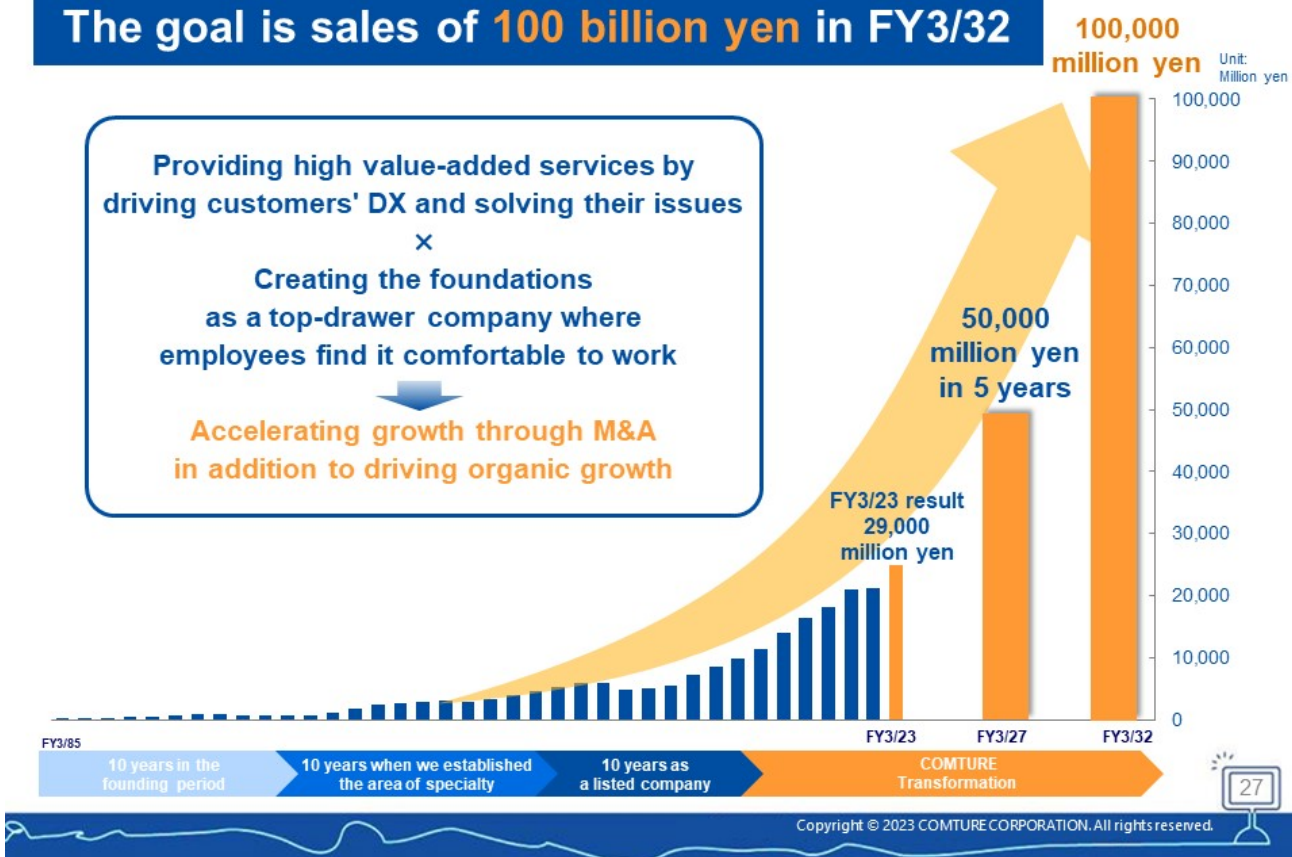 The goal is sales of 100 billion yen in FY3/32
100,000
million yen
Unit:
Million yen
Providing high value-added services by
driving customers' DX and solving their issues
×
Creating the foundations
as a top-drawer company where
employees find it comfortable to work
Accelerating growth through M&A
in addition to driving organic growth
50,000
million yen
in 5 years
FY3/23 result
29,000
million yen
100,000
90,000
80,000
70,000
60,000
50,000
40,000
30,000
20,000
10,000
0
FY3/85
FY3/23
FY3/27
FY3/32
10 years in the
founding period
10 years when we established
the area of specialty
10 years as
a listed company
COMTURE
Transformation
27
Copyright © 2023 COMTURE CORPORATION. All rights reserved.